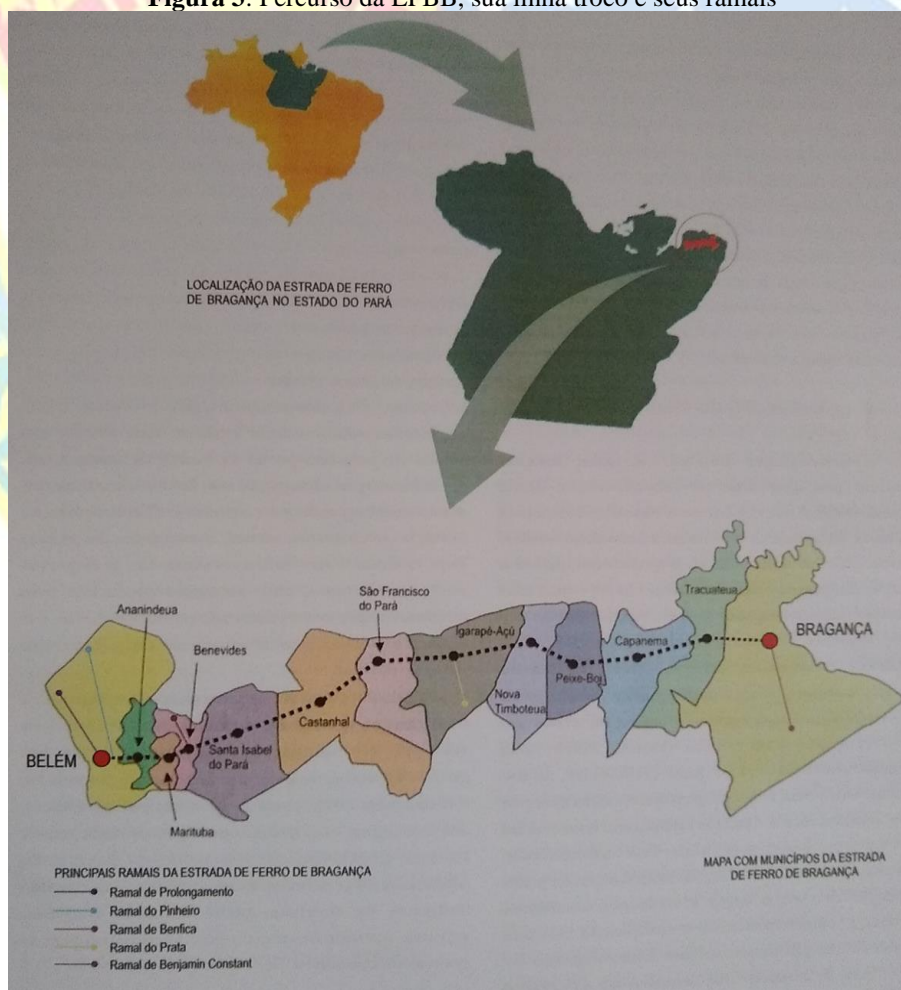 Figura 3: Percurso da EFBB, sua linha troco e seus ramais
LOCALIZAÇÃO DA ESTRADA DE FERRO
DE BRAGANÇA NO ESTADO DO PARÁ
São Francisco
do Pará
Ananindeua
Benevides
Igarapé-Açú
Tracuateua
Capanema
BRAGANÇA
Peixe-Boi
Nova
Timboteua
Castanhal
Santa Isabel
do Pará
BELÉM
Marituba
PRINCIPAIS RAMAIS DA ESTRADA DE FERRO DE BRAGANÇA
Ramal de Prolongamento
Ramal do Pinheiro
Ramal de Benfica
Ramal do Prata
Ramal de Benjamin Constant
MAPA COM MUNICÍPIOS DA ESTRADA
DE FERRO DE BRAGANÇA